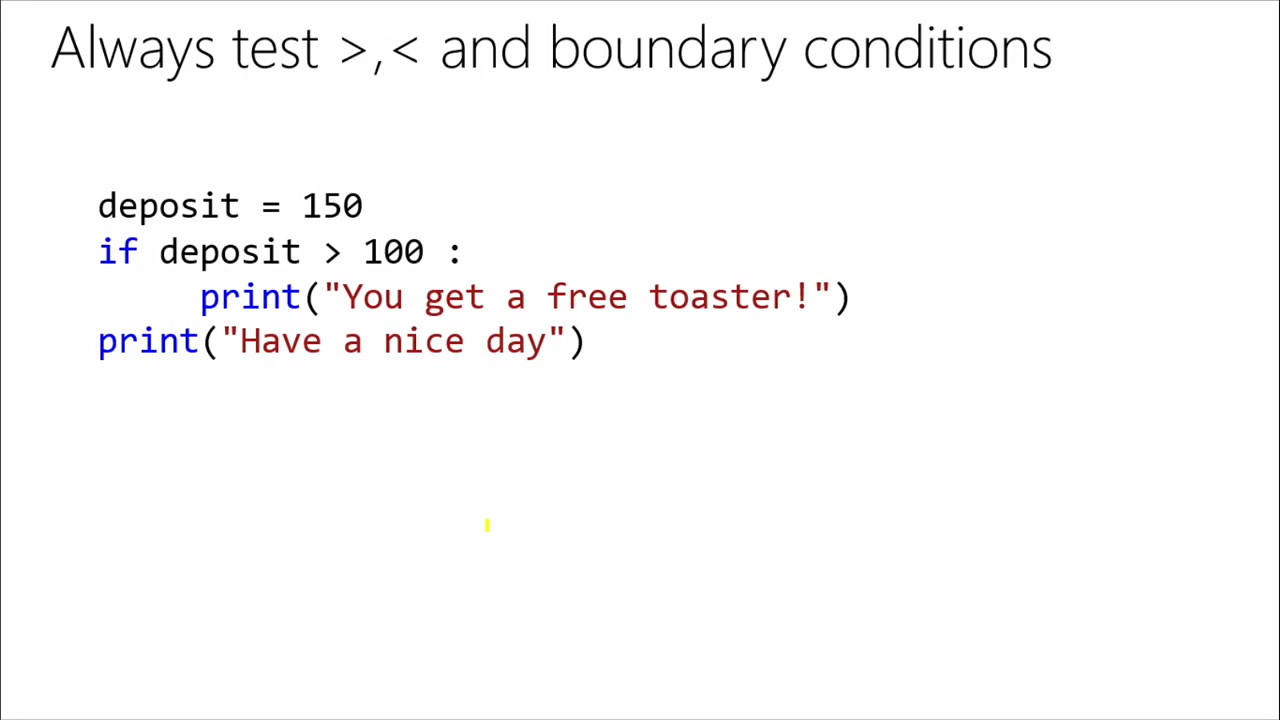 Always test >,< and boundary conditions
deposit = 150
if deposit > 100 :
     print("You get a free toaster!")
print("Have a nice day")